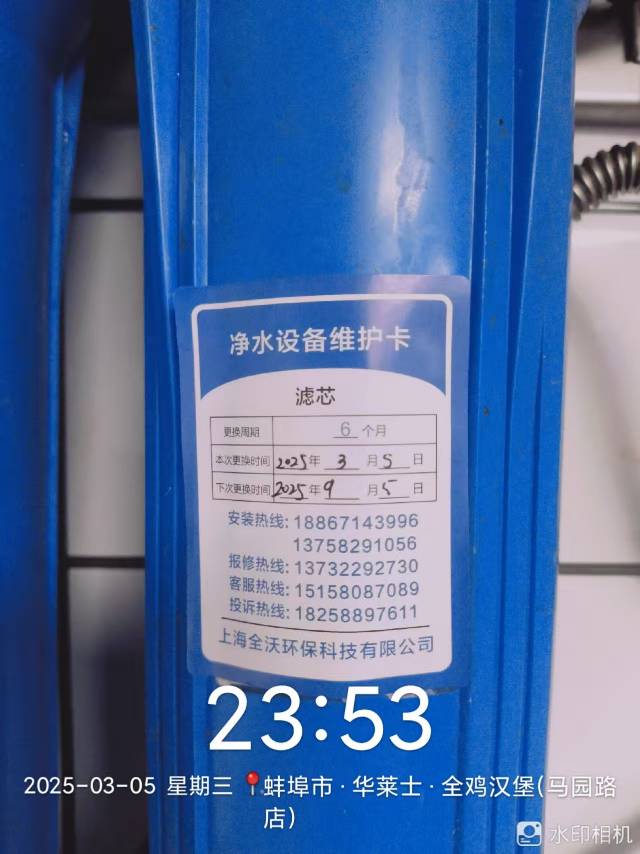 净水设备维护卡
滤芯
更换周期 6 个月
本次更换时间 2025年 3 月 5 日
下次更换时间 2025年 9 月 5 日
安装热线: 18867143996
13758291056
报修热线: 13732292730
客服热线: 15158087089
投诉热线: 18258897611
上海全沃环保科技有限公司
23:53
2025-03-05 星期三 蚌埠市·华莱士·全鸡汉堡(马园路
店)
水印相机